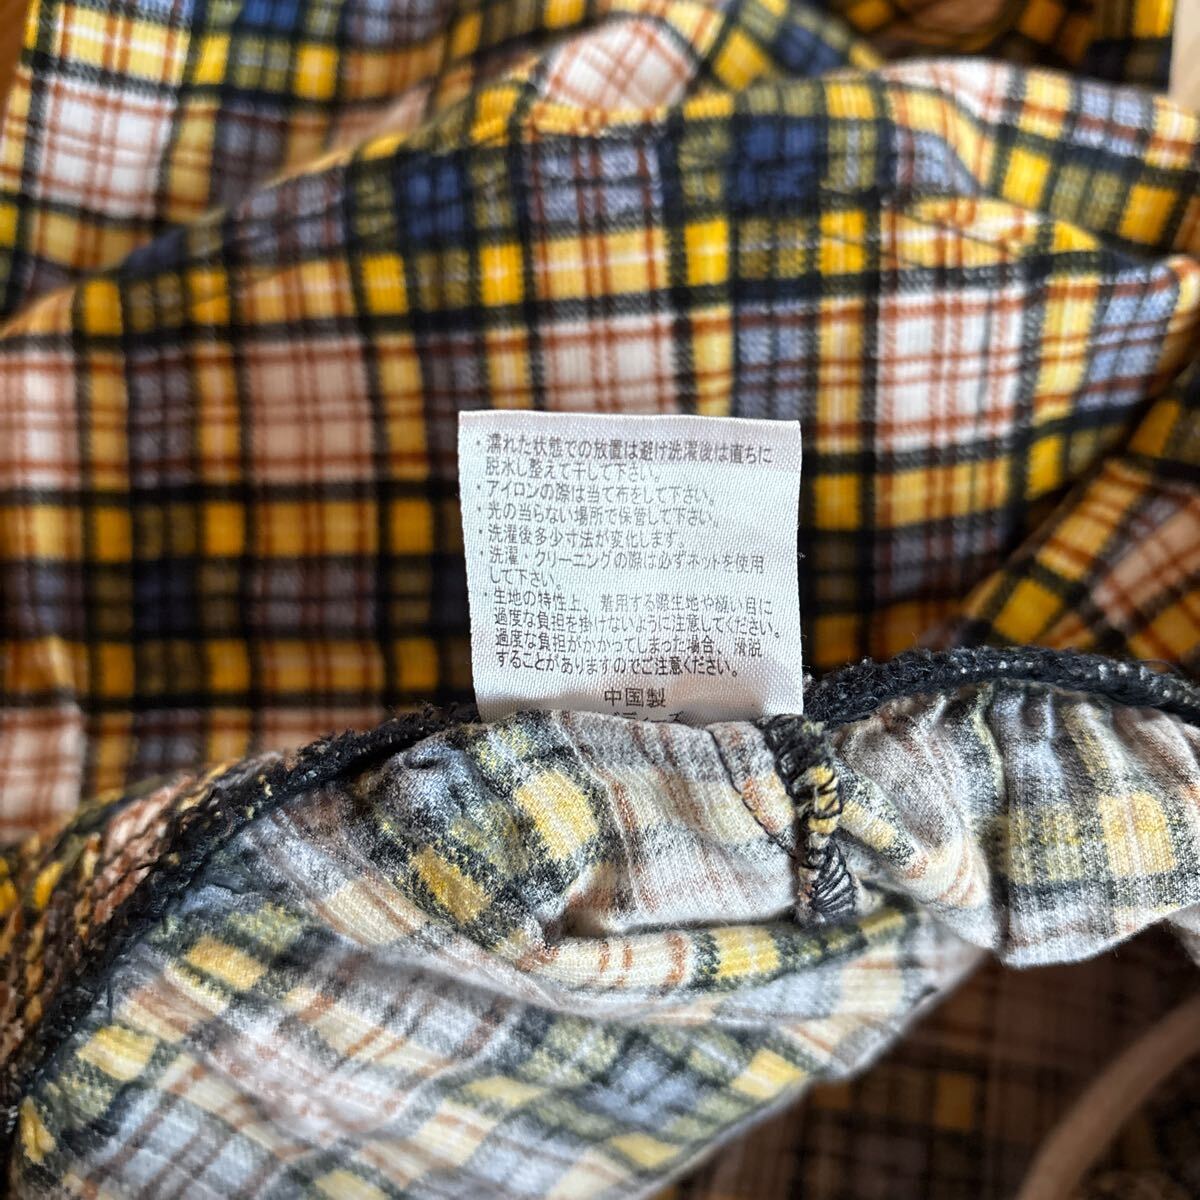 ・濡れた状態での放置は避け洗濯後は直ちに
脱水し整えて干して下さい。
・アイロンの際は当て布をして下さい。
・光の当らない場所で保管して下さい。
・洗濯後多少寸法が変化します。
・洗濯・クリーニングの際は必ずネットを使用
して下さい。
・生地の特性上、着用する際生地や縫い目に
過度な負担を掛けないように注意してください。
過度な負担がかかってしまった場合、滑脱
することがありますのでご注意ください。
中国製